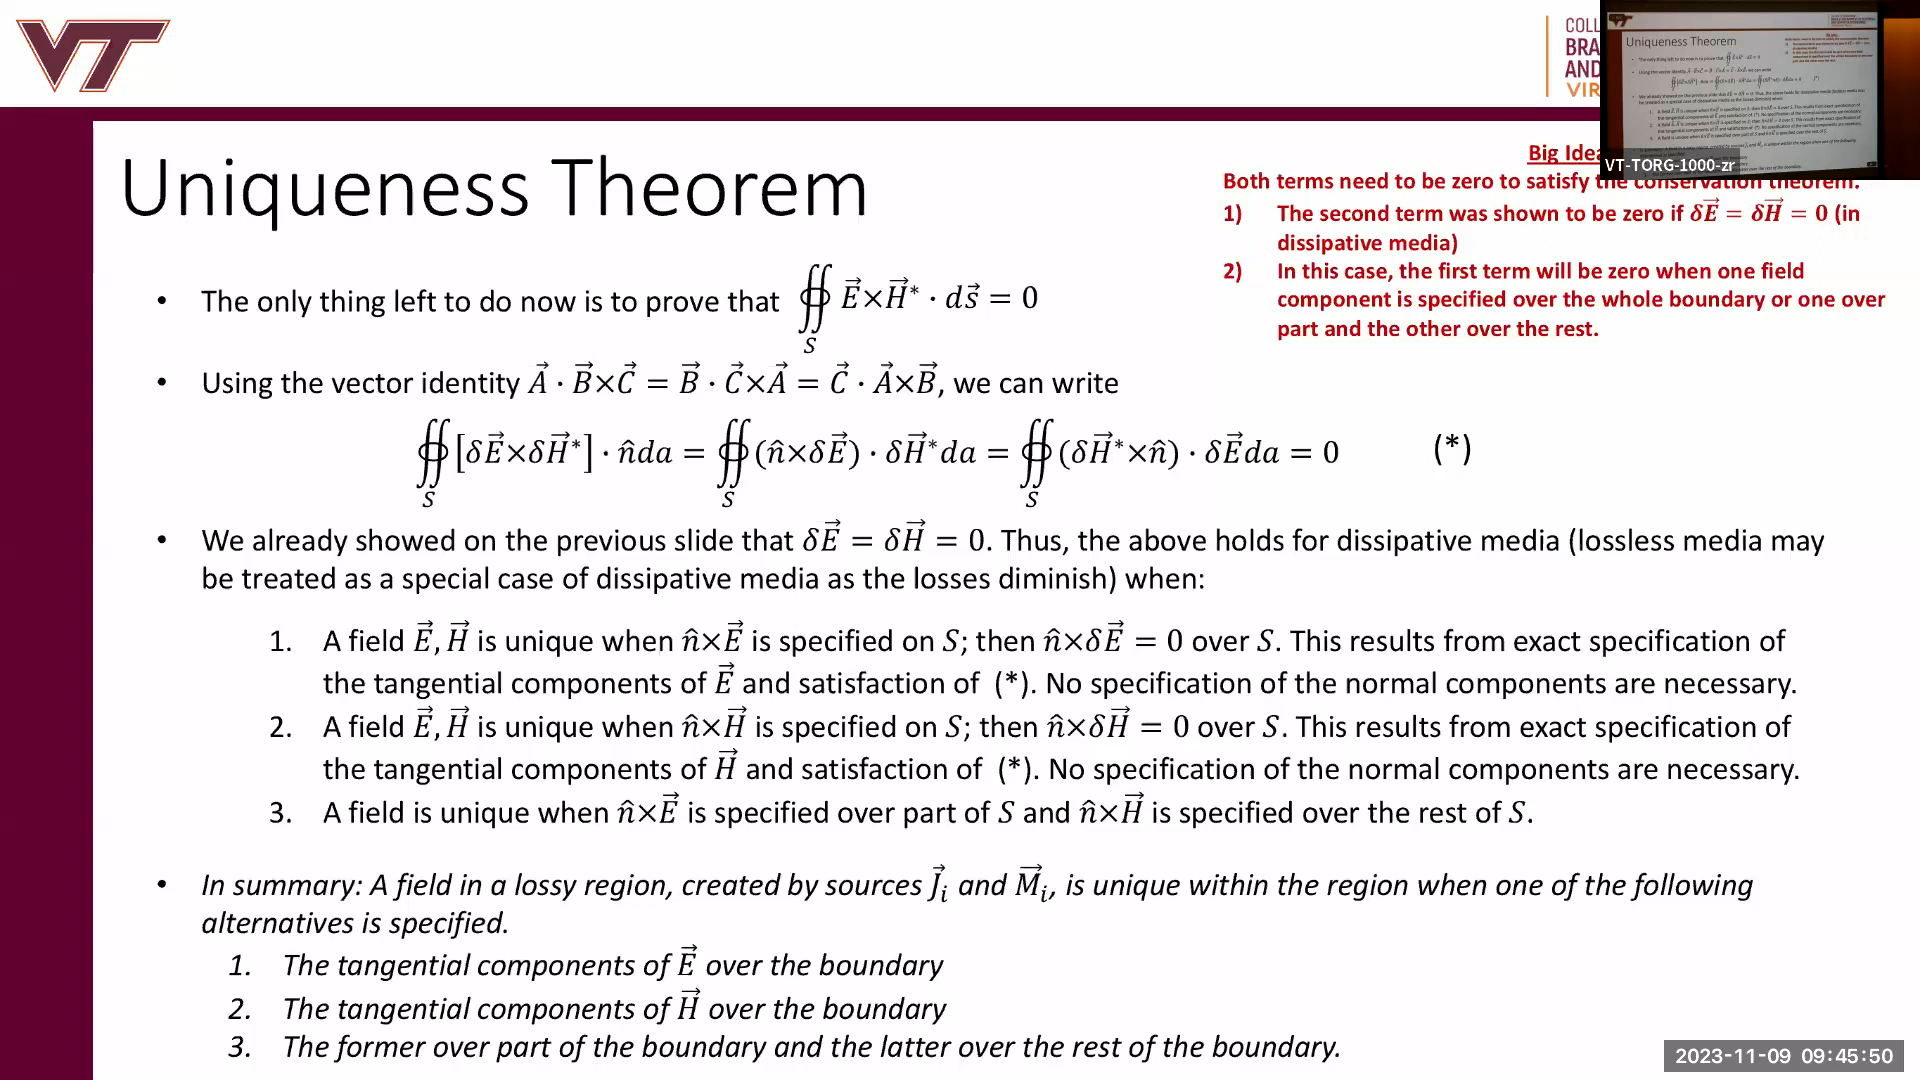 VT
COLL
BRA
AND
VIR
VT-TORG-1000-zr
Uniqueness Theorem
Big Idea
Both terms need to be zero to satisfy the conservation theorem.
1) The second term was shown to be zero if δE⃗ = δH⃗ = 0 (in
dissipative media)
2) In this case, the first term will be zero when one field
component is specified over the whole boundary or one over
part and the other over the rest.
• The only thing left to do now is to prove that ∯_S E⃗×H⃗* · ds⃗ = 0
• Using the vector identity A⃗ · B⃗×C⃗ = B⃗ · C⃗×A⃗ = C⃗ · A⃗×B⃗, we can write
∯_S [δE⃗×δH⃗*] · n̂da = ∯_S (n̂×δE⃗) · δH⃗*da = ∯_S (δH⃗*×n̂) · δE⃗da = 0 (*)
• We already showed on the previous slide that δE⃗ = δH⃗ = 0. Thus, the above holds for dissipative media (lossless media may
be treated as a special case of dissipative media as the losses diminish) when:
1. A field E⃗, H⃗ is unique when n̂×E⃗ is specified on S; then n̂×δE⃗ = 0 over S. This results from exact specification of
the tangential components of E⃗ and satisfaction of (*). No specification of the normal components are necessary.
2. A field E⃗, H⃗ is unique when n̂×H⃗ is specified on S; then n̂×δH⃗ = 0 over S. This results from exact specification of
the tangential components of H⃗ and satisfaction of (*). No specification of the normal components are necessary.
3. A field is unique when n̂×E⃗ is specified over part of S and n̂×H⃗ is specified over the rest of S.
• In summary: A field in a lossy region, created by sources J⃗ᵢ and M⃗ᵢ, is unique within the region when one of the following
alternatives is specified.
1. The tangential components of E⃗ over the boundary
2. The tangential components of H⃗ over the boundary
3. The former over part of the boundary and the latter over the rest of the boundary.
2023-11-09 09:45:50